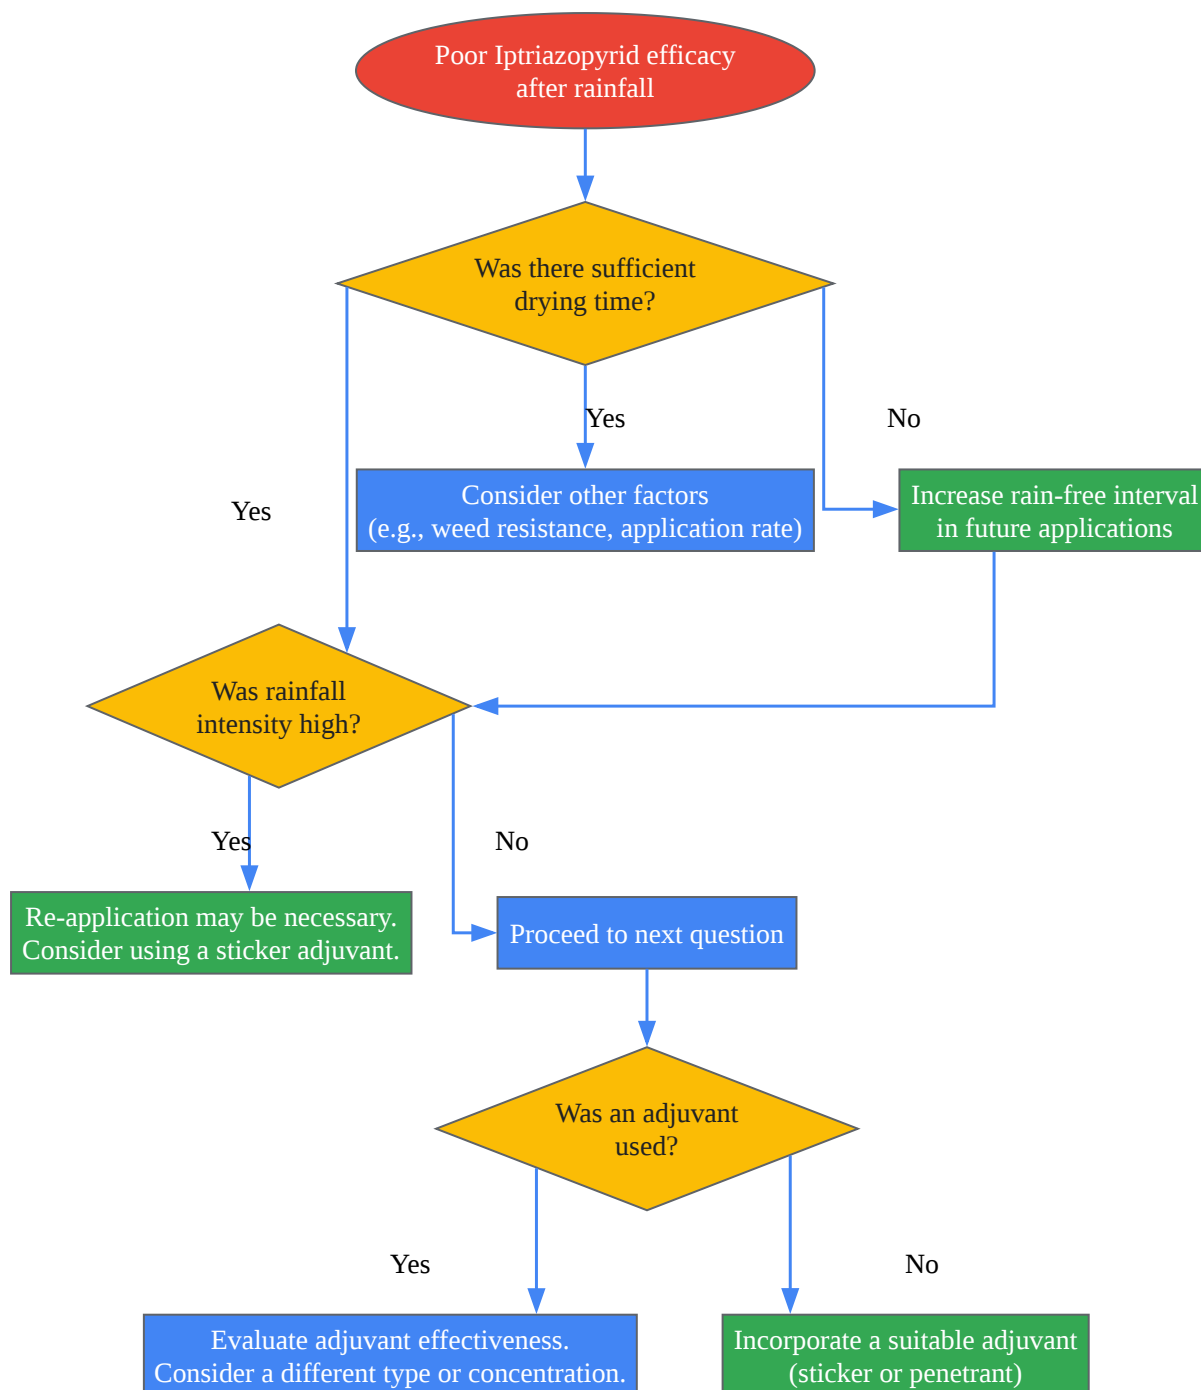 Poor Iptriazopyrid efficacy
after rainfall
Was there sufficient
drying time?
Yes
No
Consider other factors
(e.g., weed resistance, application rate)
Increase rain-free interval
in future applications
Yes
Was rainfall
intensity high?
Yes
No
Re-application may be necessary.
Consider using a sticker adjuvant.
Proceed to next question
Was an adjuvant
used?
Yes
No
Evaluate adjuvant effectiveness.
Consider a different type or concentration.
Incorporate a suitable adjuvant
(sticker or penetrant)